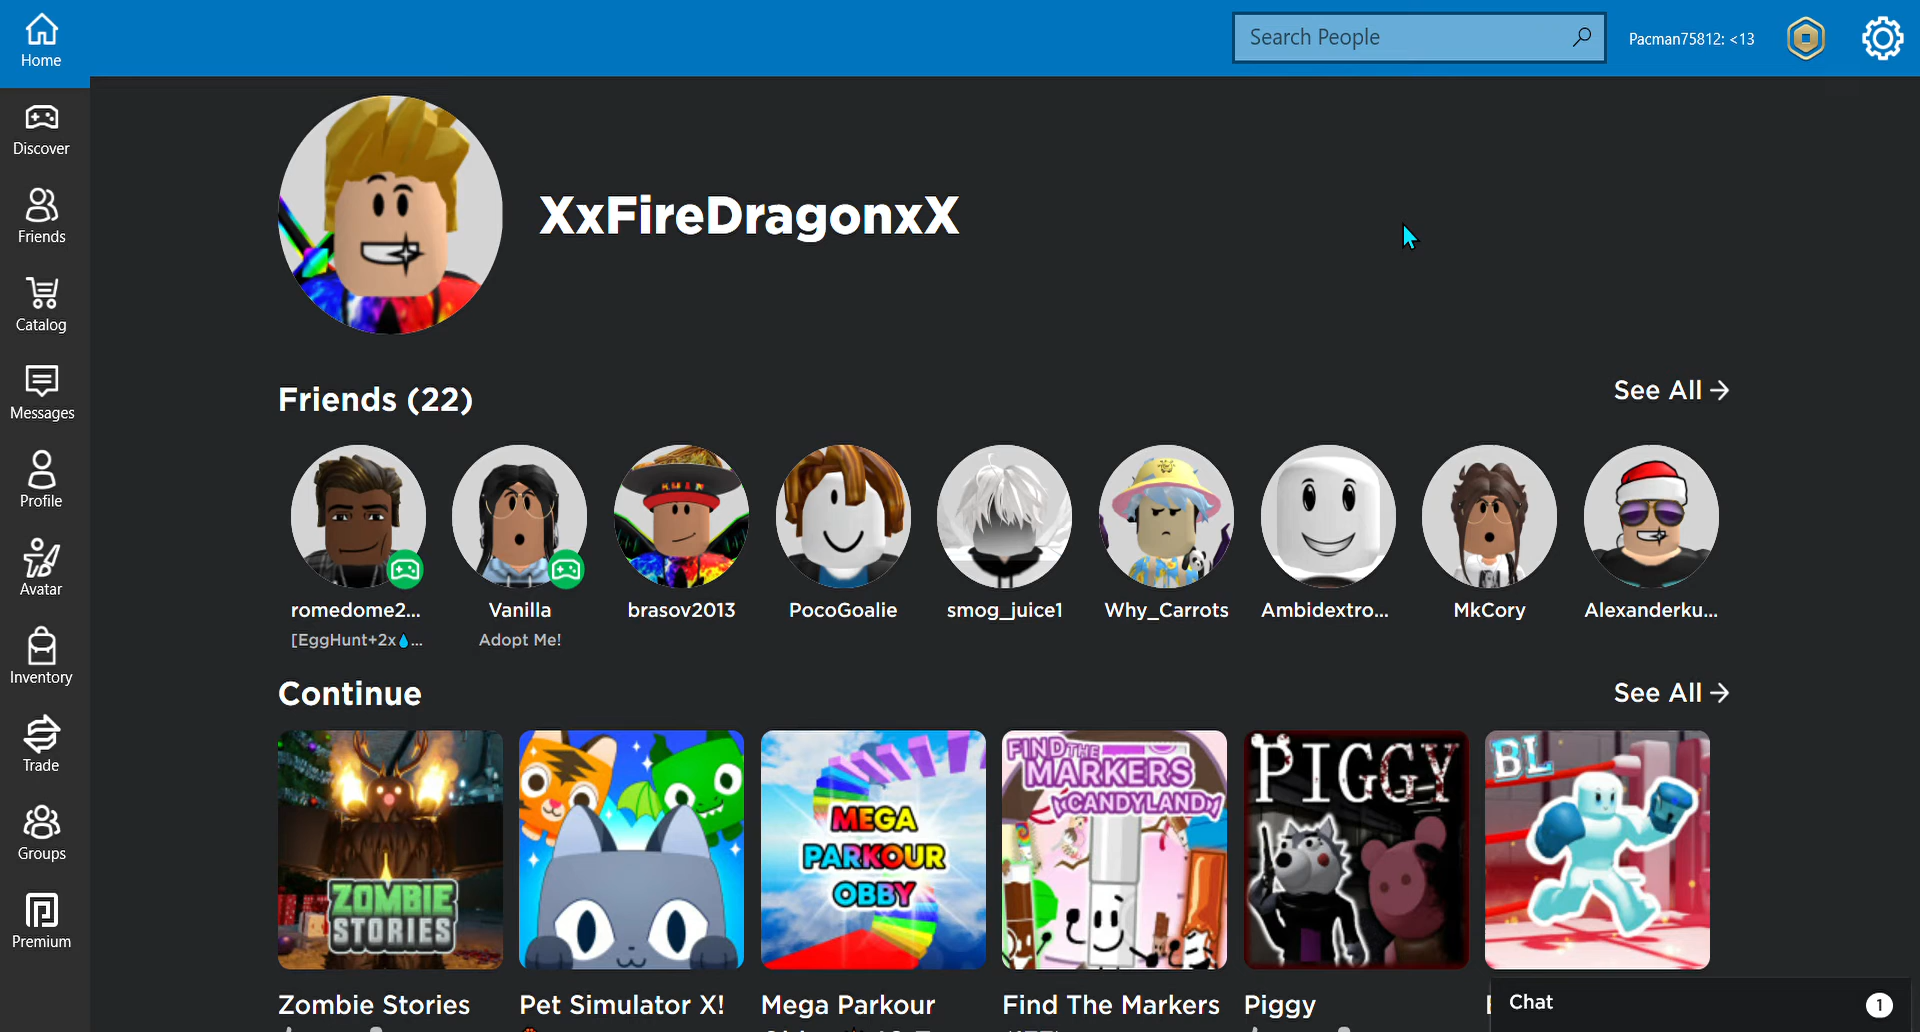 Home
Search People
Pacman75812: <13
Discover
Friends
Catalog
Messages
Profile
Avatar
Inventory
Trade
Groups
Premium
XxFireDragonxX
Friends (22)
See All
romedome2...
[EggHunt+2x💧...
Vanilla
Adopt Me!
brasov2013
PocoGoalie
smog_juice1
Why_Carrots
Ambidextro...
MkCory
Alexanderku...
Continue
See All
ZOMBIE
STORIES
MEGA
PARKOUR
OBBY
FIND THE
MARKERS
CANDYLAND
PIGGY
BL
Zombie Stories
Pet Simulator X!
Mega Parkour
Find The Markers
Piggy
Chat
1